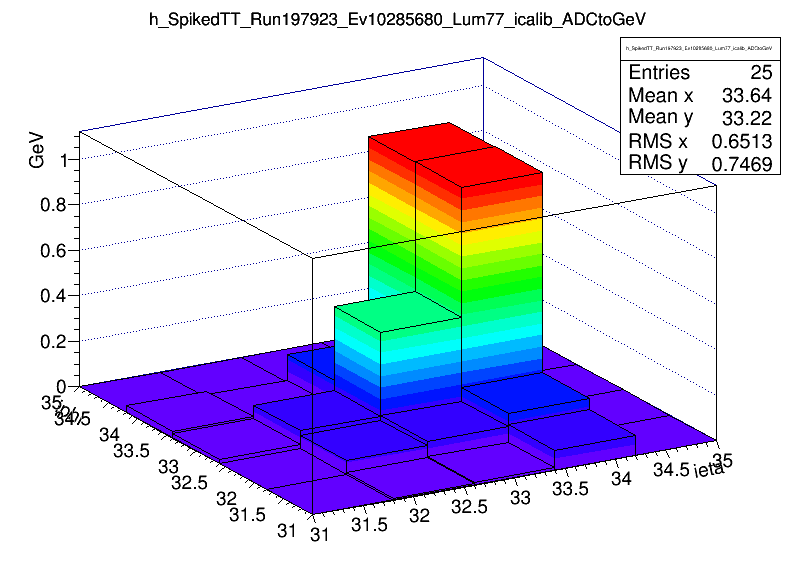 h_SpikedTT_Run197923_Ev10285680_Lum77_icalib_ADCtoGeV
h_SpikedTT_Run197923_Ev10285680_Lum77_icalib_ADCtoGeV
Entries 25
Mean x 33.64
Mean y 33.22
RMS x 0.6513
RMS y 0.7469
GeV
1
0.8
0.6
0.4
0.2
0
35
34.5
34
33.5
33
32.5
32
31.5
31
31
31.5
32
32.5
33
33.5
34
34.5
35
ieta